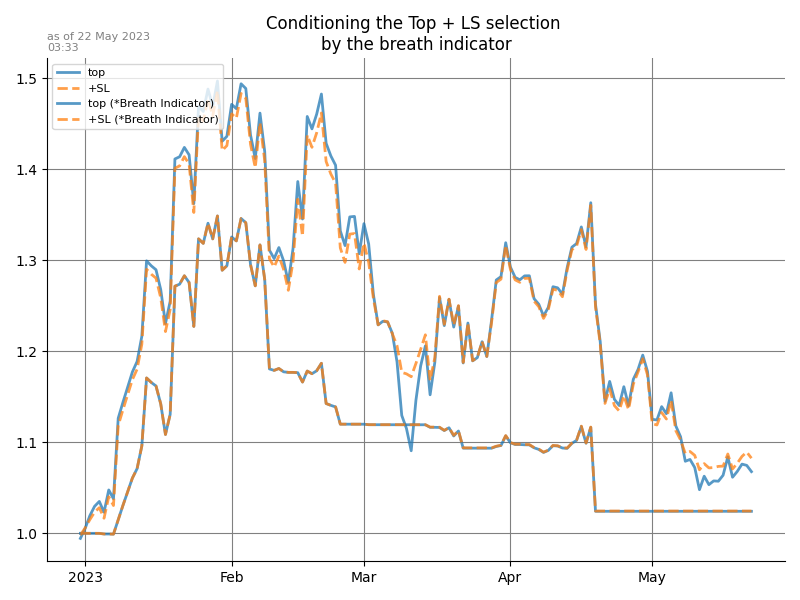 Conditioning the Top + LS selection
by the breath indicator
as of 22 May 2023
03:33
top
+SL
top (*Breath Indicator)
+SL (*Breath Indicator)
1.5
1.4
1.3
1.2
1.1
1.0
2023 Feb Mar Apr May